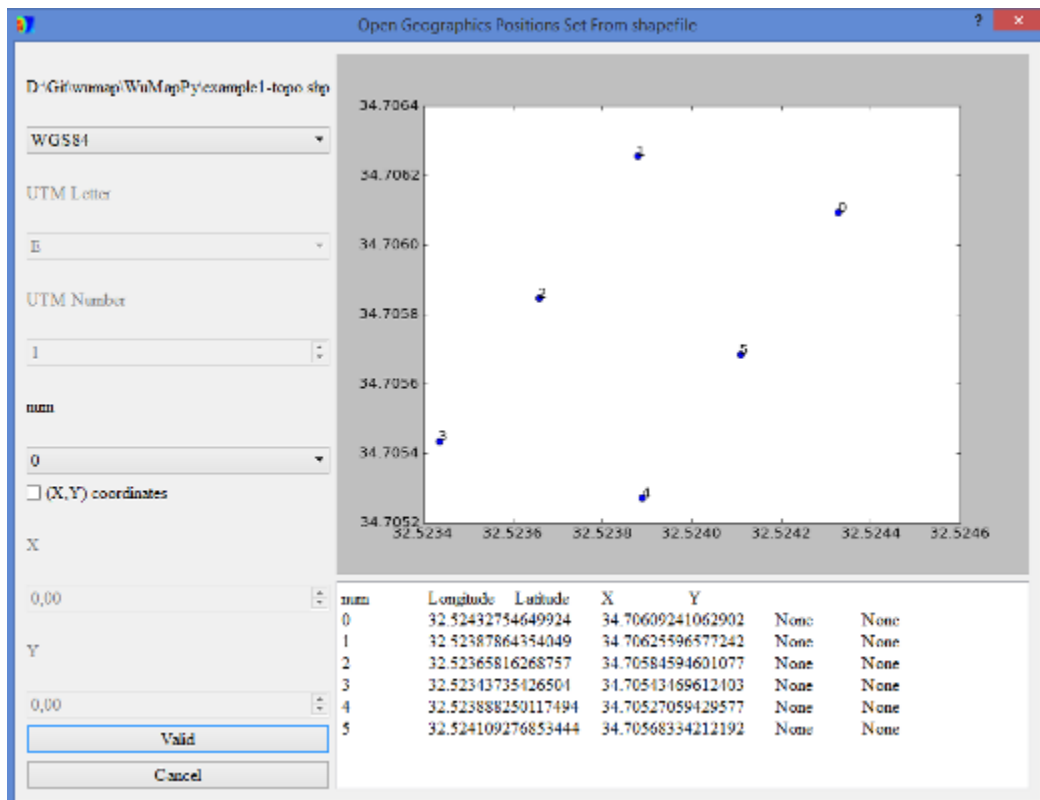 Open Geographics Positions Set From shapefile
?
D:\Git\wumap\WuMapPy\example1-topo.shp
WGS84
UTM Letter
E
UTM Number
1
num
0
(X,Y) coordinates
X
0,00
Y
0,00
Valid
Cancel
34.7064
34.7062
34.7060
34.7058
34.7056
34.7054
34.7052
1
0
2
5
3
4
32.5234 32.5236 32.5238 32.5240 32.5242 32.5244 32.5246
num Longitude Latitude X Y
0 32.52432754649924 34.70609241062902 None None
1 32.52387864354049 34.70625596577242 None None
2 32.52365816268757 34.70584594601077 None None
3 32.52343735426504 34.70543469612403 None None
4 32.523888250117494 34.70527059429577 None None
5 32.524109276853444 34.70568334212192 None None